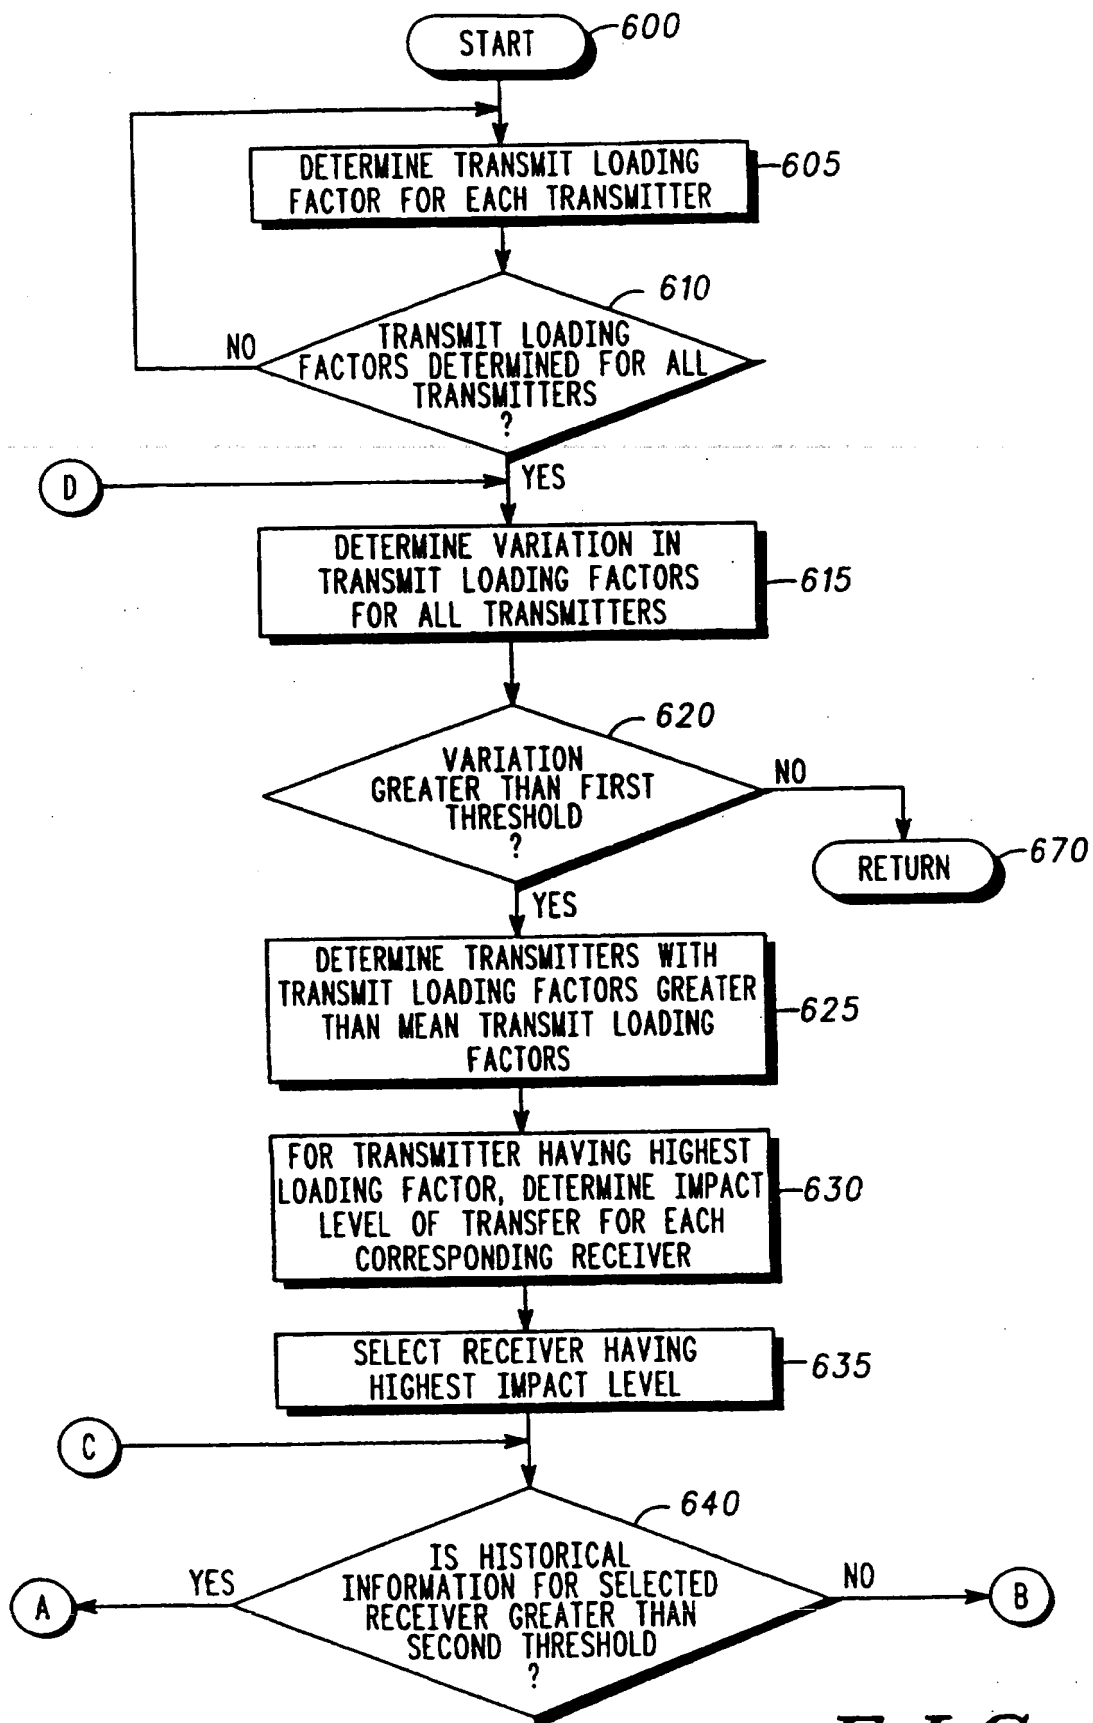 START
600
DETERMINE TRANSMIT LOADING
FACTOR FOR EACH TRANSMITTER
605
610
TRANSMIT LOADING
FACTORS DETERMINED FOR ALL
TRANSMITTERS
?
NO
D
YES
DETERMINE VARIATION IN
TRANSMIT LOADING FACTORS
FOR ALL TRANSMITTERS
615
620
VARIATION
GREATER THAN FIRST
THRESHOLD
?
NO
RETURN
670
YES
DETERMINE TRANSMITTERS WITH
TRANSMIT LOADING FACTORS GREATER
THAN MEAN TRANSMIT LOADING
FACTORS
625
FOR TRANSMITTER HAVING HIGHEST
LOADING FACTOR, DETERMINE IMPACT
LEVEL OF TRANSFER FOR EACH
CORRESPONDING RECEIVER
630
SELECT RECEIVER HAVING
HIGHEST IMPACT LEVEL
635
C
640
IS HISTORICAL
INFORMATION FOR SELECTED
RECEIVER GREATER THAN
SECOND THRESHOLD
?
YES
A
NO
B